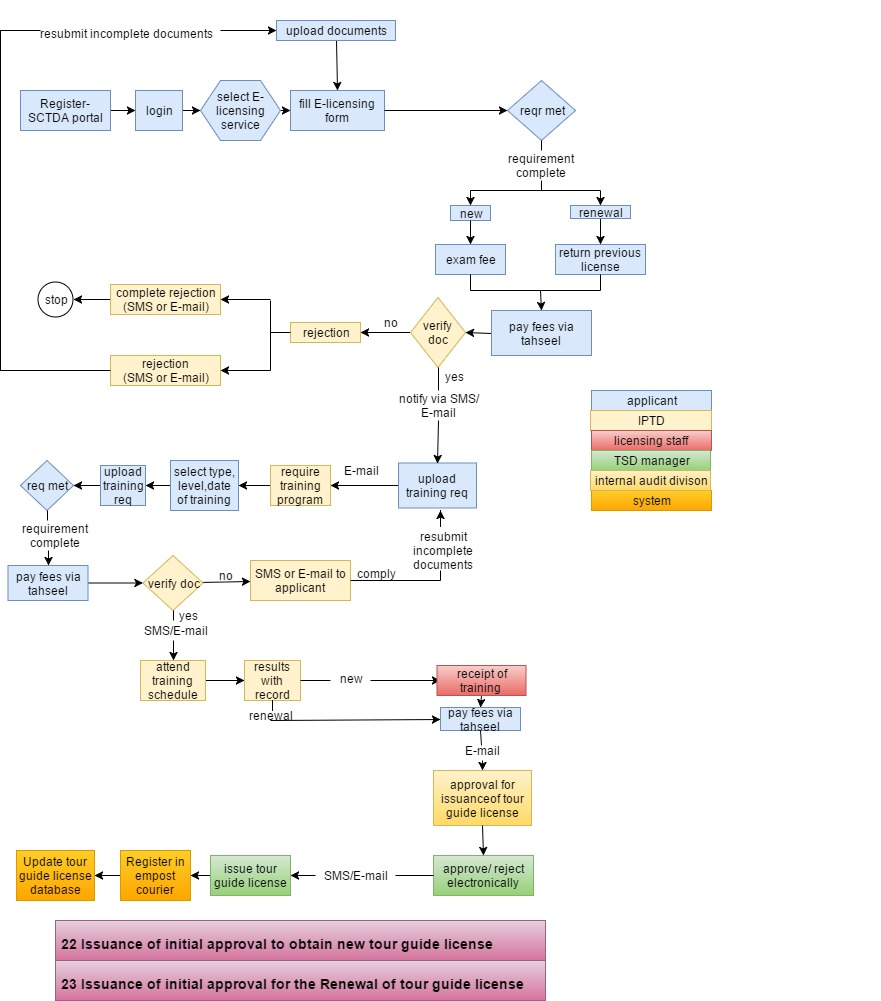 resubmit incomplete documents
upload documents
Register-
SCTDA portal
login
select E-
licensing
service
fill E-licensing
form
reqr met
requirement
complete
new
renewal
exam fee
return previous
license
stop
complete rejection
(SMS or E-mail)
rejection
no
verify
doc
pay fees via
tahseel
rejection
(SMS or E-mail)
yes
notify via SMS/
E-mail
applicant
IPTD
licensing staff
TSD manager
internal audit divison
system
req met
upload
training
req
select type,
level,date
of training
require
training
program
E-mail
upload
training req
requirement
complete
resubmit
incomplete
documents
pay fees via
tahseel
verify doc
no
SMS or E-mail to
applicant
comply
yes
SMS/E-mail
attend
training
schedule
results
with
record
new
receipt of
training
renewal
pay fees via
tahseel
E-mail
approval for
issuanceof tour
guide license
Update tour
guide license
database
Register in
empost
courier
issue tour
guide license
SMS/E-mail
approve/ reject
electronically
22 Issuance of initial approval to obtain new tour guide license
23 Issuance of initial approval for the Renewal of tour guide license